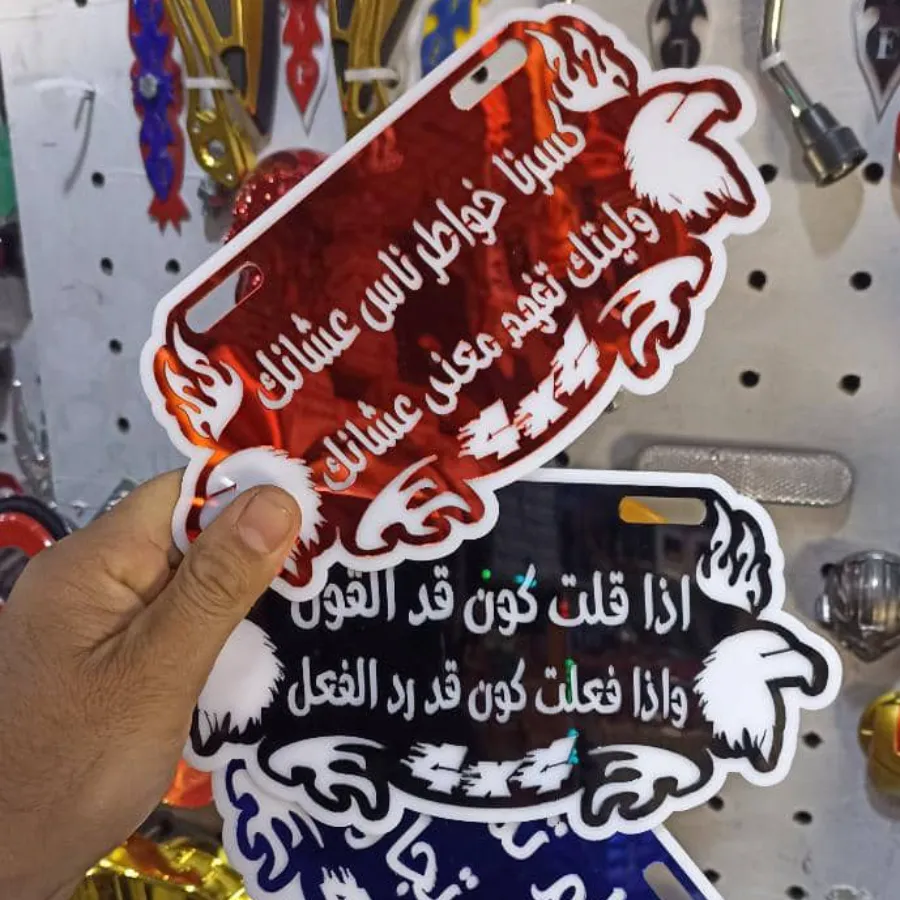 كسرنا خواطر ناس عشانك
وليتك تفهد معنى عشانك
4x4
اذا قلت كون قد القول
واذا فعلت كون قد رد الفعل
4x4